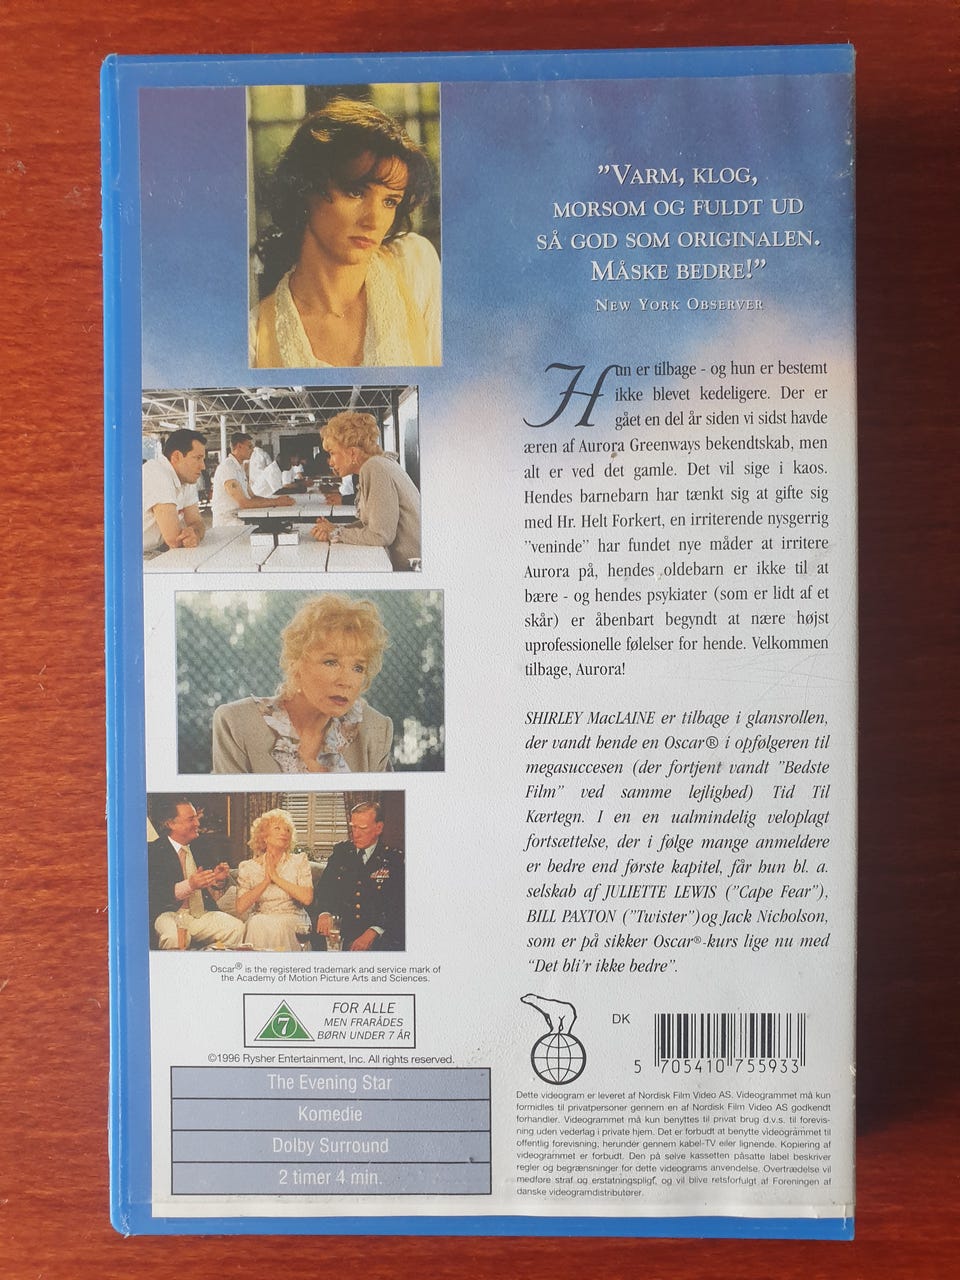 ”VARM, KLOG,
MORSOM OG FULDT UD
SÅ GOD SOM ORIGINALEN.
MÅSKE BEDRE!”
NEW YORK OBSERVER
Hun er tilbage - og hun er bestemt
ikke blevet kedeligere. Der er
gået en del år siden vi sidst havde
æren af Aurora Greenways bekendtskab, men
alt er ved det gamle. Det vil sige i kaos.
Hendes barnebarn har tænkt sig at gifte sig
med Hr. Helt Forkert, en irriterende nysgerrig
”veninde” har fundet nye måder at irritere
Aurora på, hendes oldebarn er ikke til at
bære - og hendes psykiater (som er lidt af et
skår) er åbenbart begyndt at nære højst
uprofessionelle følelser for hende. Velkommen
tilbage, Aurora!
SHIRLEY MacLAINE er tilbage i glansrollen,
der vandt hende en Oscar® i opfølgeren til
megasuccesen (der fortjent vandt ”Bedste
Film” ved samme lejlighed) Tid Til
Kærtegn. I en en ualmindelig veloplagt
fortsættelse, der i følge mange anmeldere
er bedre end første kapitel, får hun bl. a.
selskab af JULIETTE LEWIS (”Cape Fear”),
BILL PAXTON (”Twister”)og Jack Nicholson,
som er på sikker Oscar®-kurs lige nu med
“Det bli’r ikke bedre”.
Oscar® is the registered trademark and service mark of
the Academy of Motion Picture Arts and Sciences.
7
FOR ALLE
MEN FRARÅDES
BØRN UNDER 7 ÅR
©1996 Rysher Entertainment, Inc. All rights reserved.
The Evening Star
Komedie
Dolby Surround
2 timer 4 min.
DK
5 705410 755933
Dette videogram er leveret af Nordisk Film Video AS. Videogrammet må kun
formidles til privatpersoner gennem en af Nordisk Film Video AS godkendt
forhandler. Videogrammet må kun benyttes til privat brug d.v.s. til forevis-
ning uden vederlag i private hjem. Det er forbudt at benytte videogrammet til
offentlig forevisning, herunder gennem kabel-TV eller lignende. Kopiering af
videogrammet er forbudt. Den på selve kassetten påsatte label beskriver
regler og begrænsninger for dette videograms anvendelse. Overtrædelse vil
medføre straf og erstatningspligt, og vil blive retsforfulgt af Foreningen af
danske videogramdistributører.